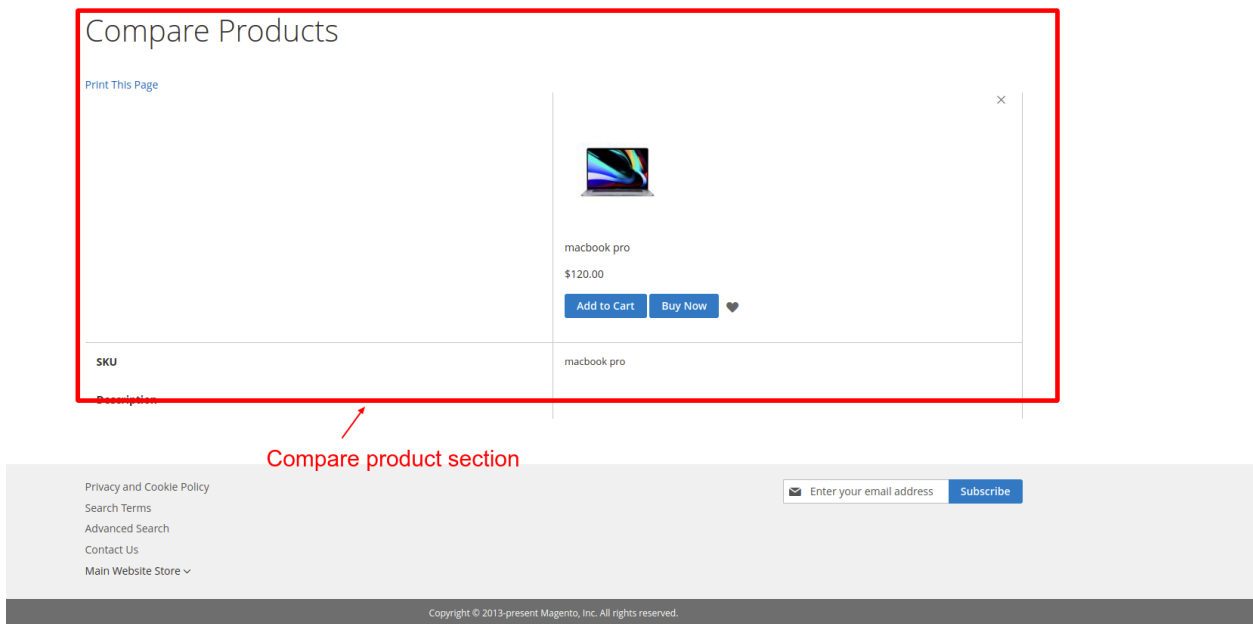 Compare Products
Print This Page
macbook pro
$120.00
Add to Cart Buy Now
SKU macbook pro
Description
Compare product section
Privacy and Cookie Policy
Search Terms
Advanced Search
Contact Us
Main Website Store
Enter your email address Subscribe
Copyright © 2013-present Magento, Inc. All rights reserved.